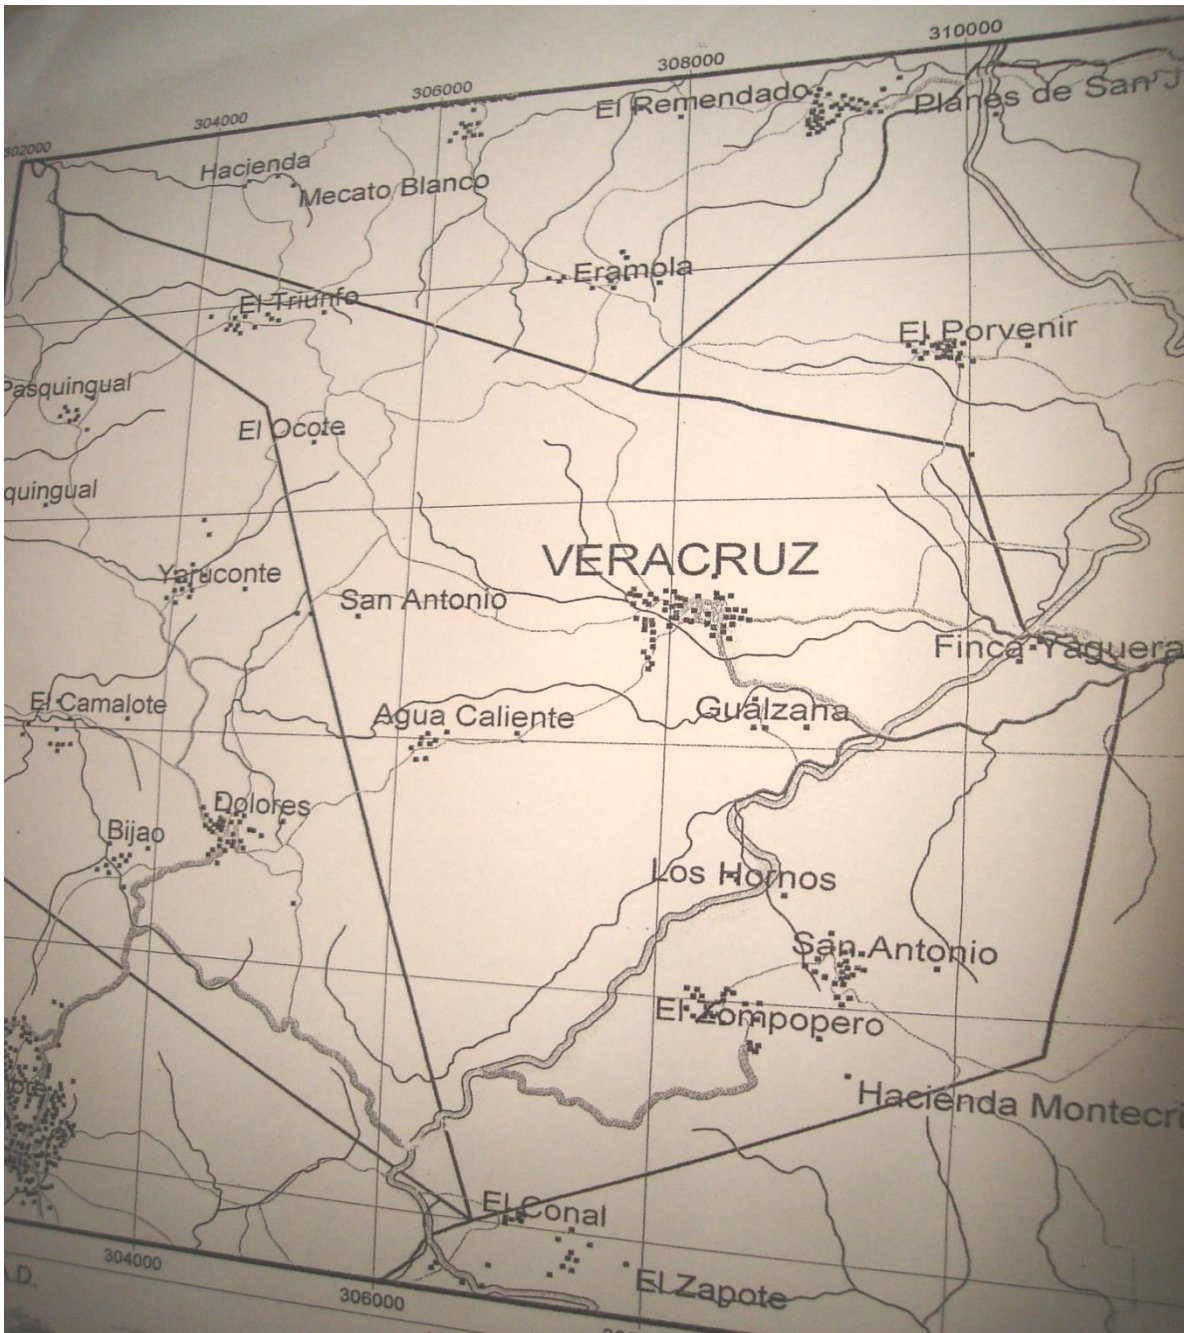 310000
308000
306000
304000
302000
El Remendado
Planes de San J
Hacienda
Mecato Blanco
Eramola
El Triunfo
El Porvenir
Pasquingual
El Ocote
quingual
VERACRUZ
Yaruconte
San Antonio
Finca Yaguera
El Camalote
Agua Caliente
Gualzana
Dolores
Bijao
Los Hornos
San Antonio
El Zompopero
Hacienda Montecri
El Conal
304000
El Zapote
A.D.
306000